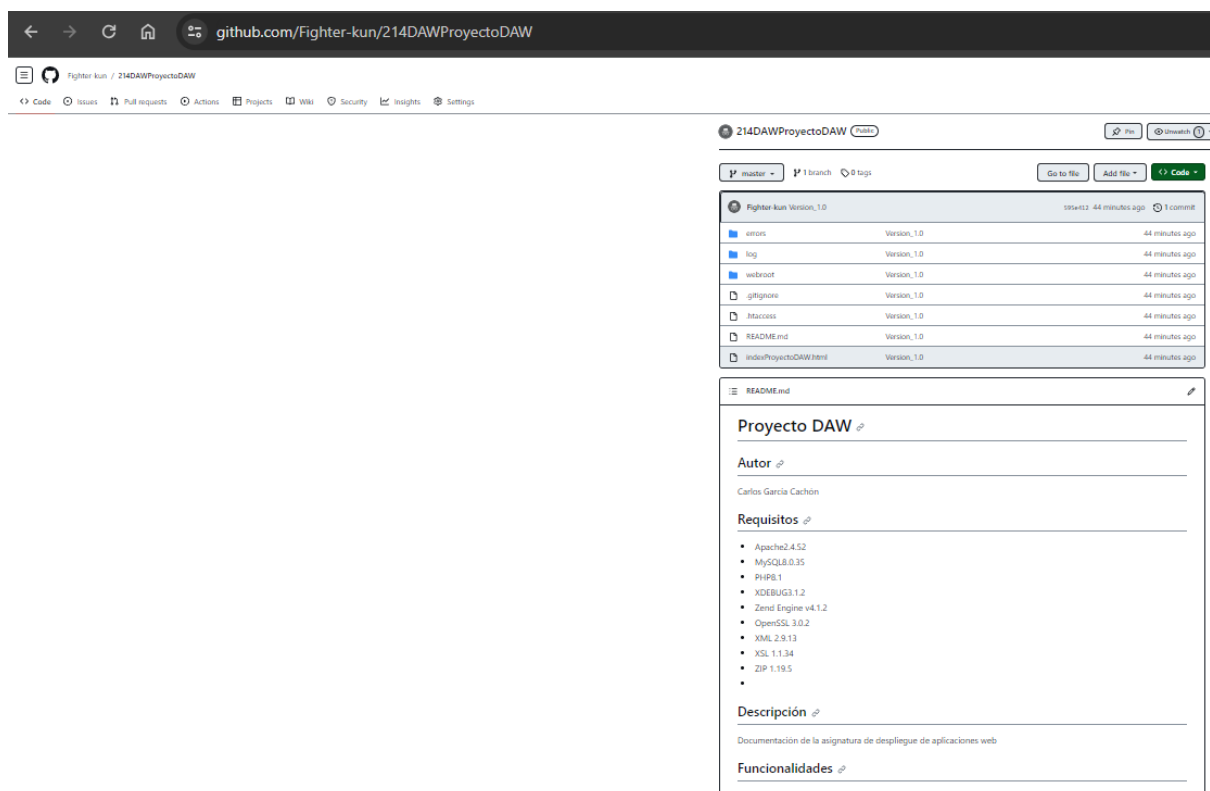 github.com/Fighter-kun/214DAWProyectoDAW
Fighter-kun / 214DAWProyectoDAW
Code Issues Pull requests Actions Projects Wiki Security Insights Settings
214DAWProyectoDAW Public Pin Unwatch 1
master 1 branch 0 tags Go to file Add file Code
Fighter-kun Version_1.0 44 minutes ago 1 commit
errors Version_1.0 44 minutes ago
log Version_1.0 44 minutes ago
webroot Version_1.0 44 minutes ago
.gitignore Version_1.0 44 minutes ago
.htaccess Version_1.0 44 minutes ago
README.md Version_1.0 44 minutes ago
indexProyectoDAW.html Version_1.0 44 minutes ago
README.md
Proyecto DAW
Autor
Carlos García Cachón
Requisitos
Apache2.4.52
MySQL8.0.35
PHP8.1
XDEBUG3.1.2
Zend Engine v4.1.2
OpenSSL 3.0.2
XML 2.9.13
XSL 1.1.34
ZIP 1.19.5
Descripción
Documentación de la asignatura de despliegue de aplicaciones web
Funcionalidades